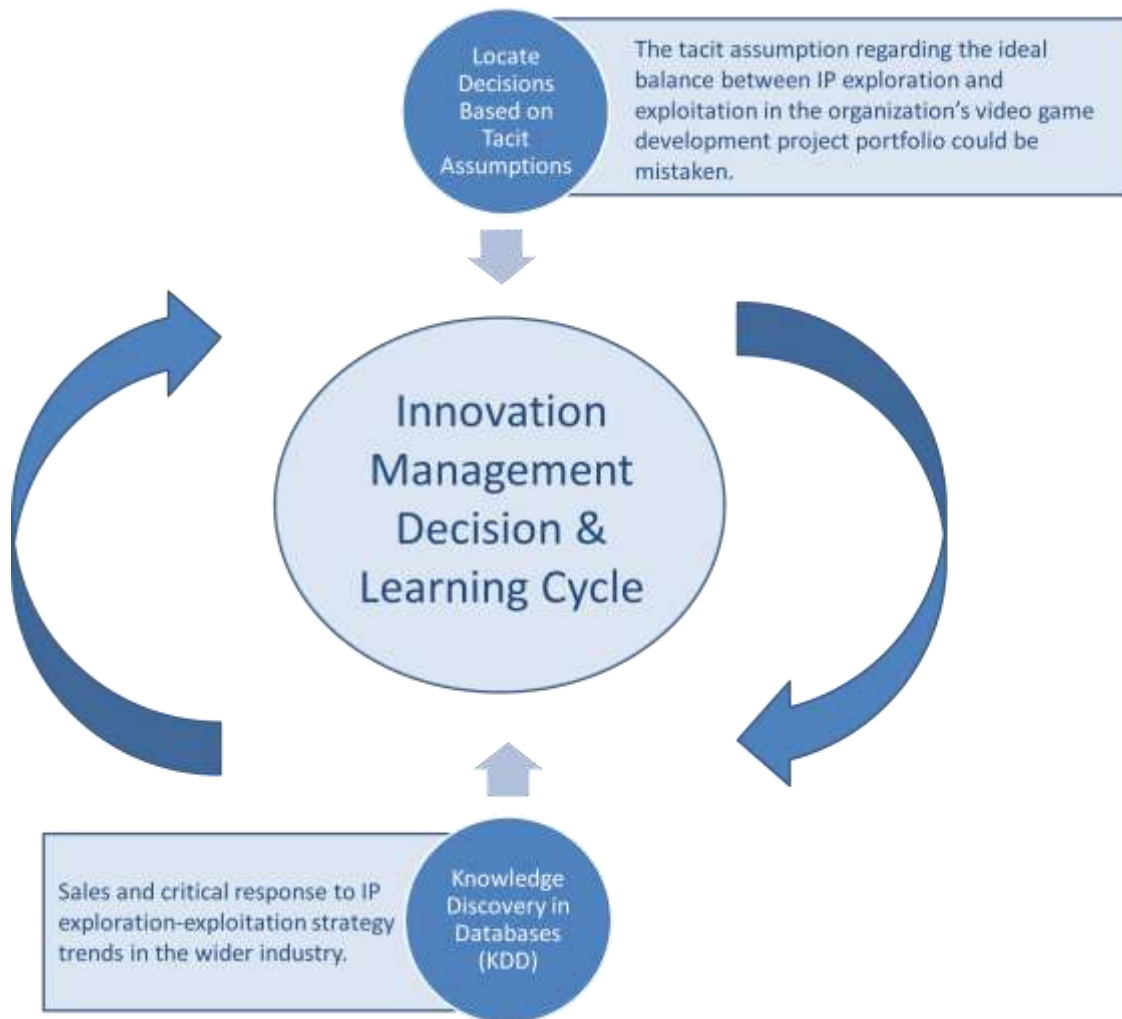 Locate
Decisions
Based on
Tacit
Assumptions
The tacit assumption regarding the ideal
balance between IP exploration and
exploitation in the organization's video game
development project portfolio could be
mistaken.
Innovation
Management
Decision &
Learning Cycle
Sales and critical response to IP
exploration-exploitation strategy
trends in the wider industry.
Knowledge
Discovery in
Databases
(KDD)